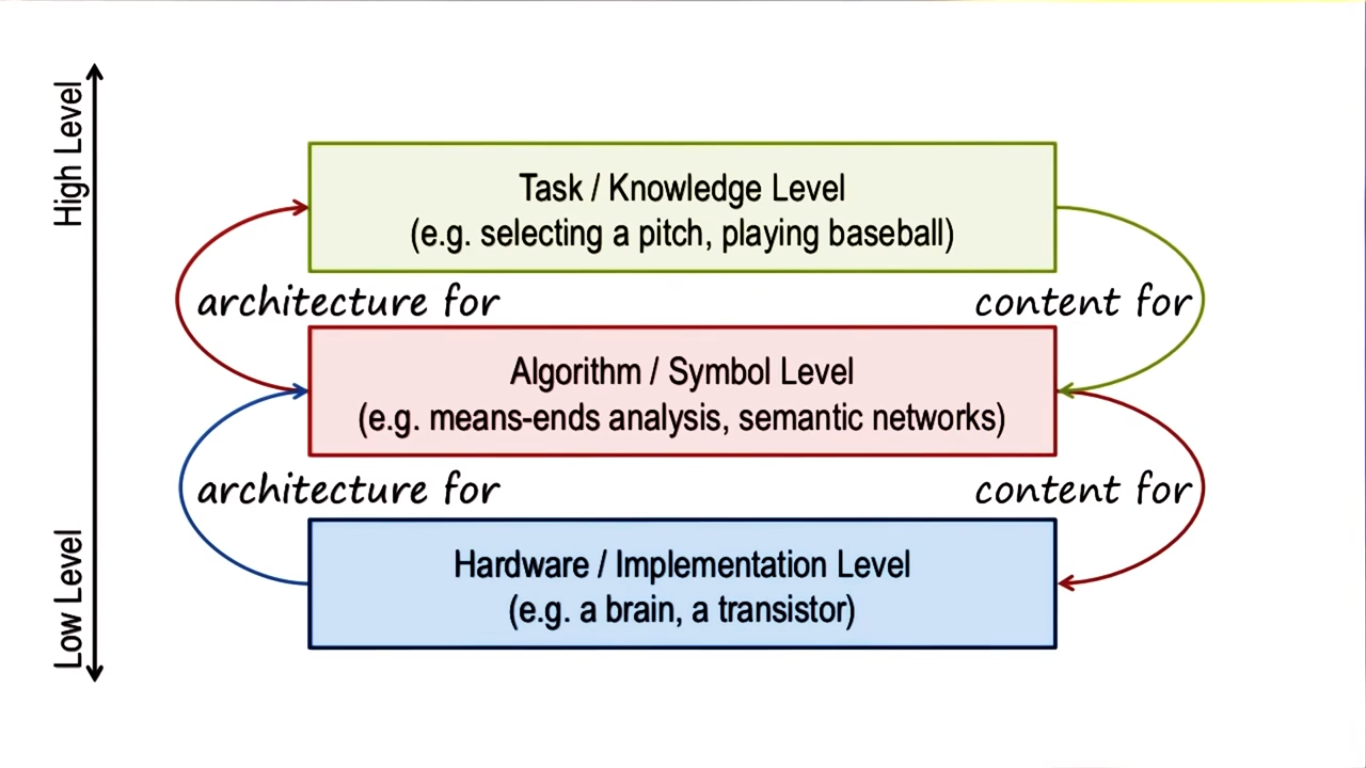 High Level
Task / Knowledge Level
(e.g. selecting a pitch, playing baseball)
architecture for
content for
Algorithm / Symbol Level
(e.g. means-ends analysis, semantic networks)
architecture for
content for
Low Level
Hardware / Implementation Level
(e.g. a brain, a transistor)